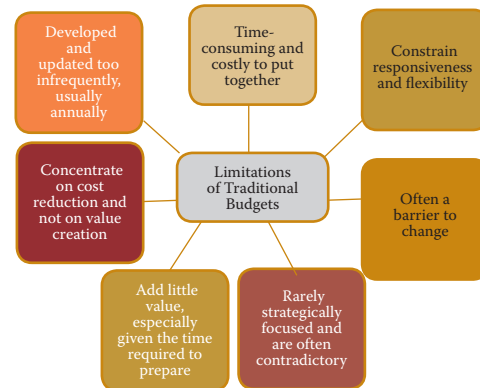 Developed
and
updated too
infrequently,
usually
annually
Time-
consuming and
costly to put
together
Constrain
responsiveness
and flexibility
Concentrate
on cost
reduction and
not on value
creation
Limitations
of Traditional
Budgets
Often a
barrier to
change
Add little
value,
especially
given the time
required to
prepare
Rarely
strategically
focused and
are often
contradictory